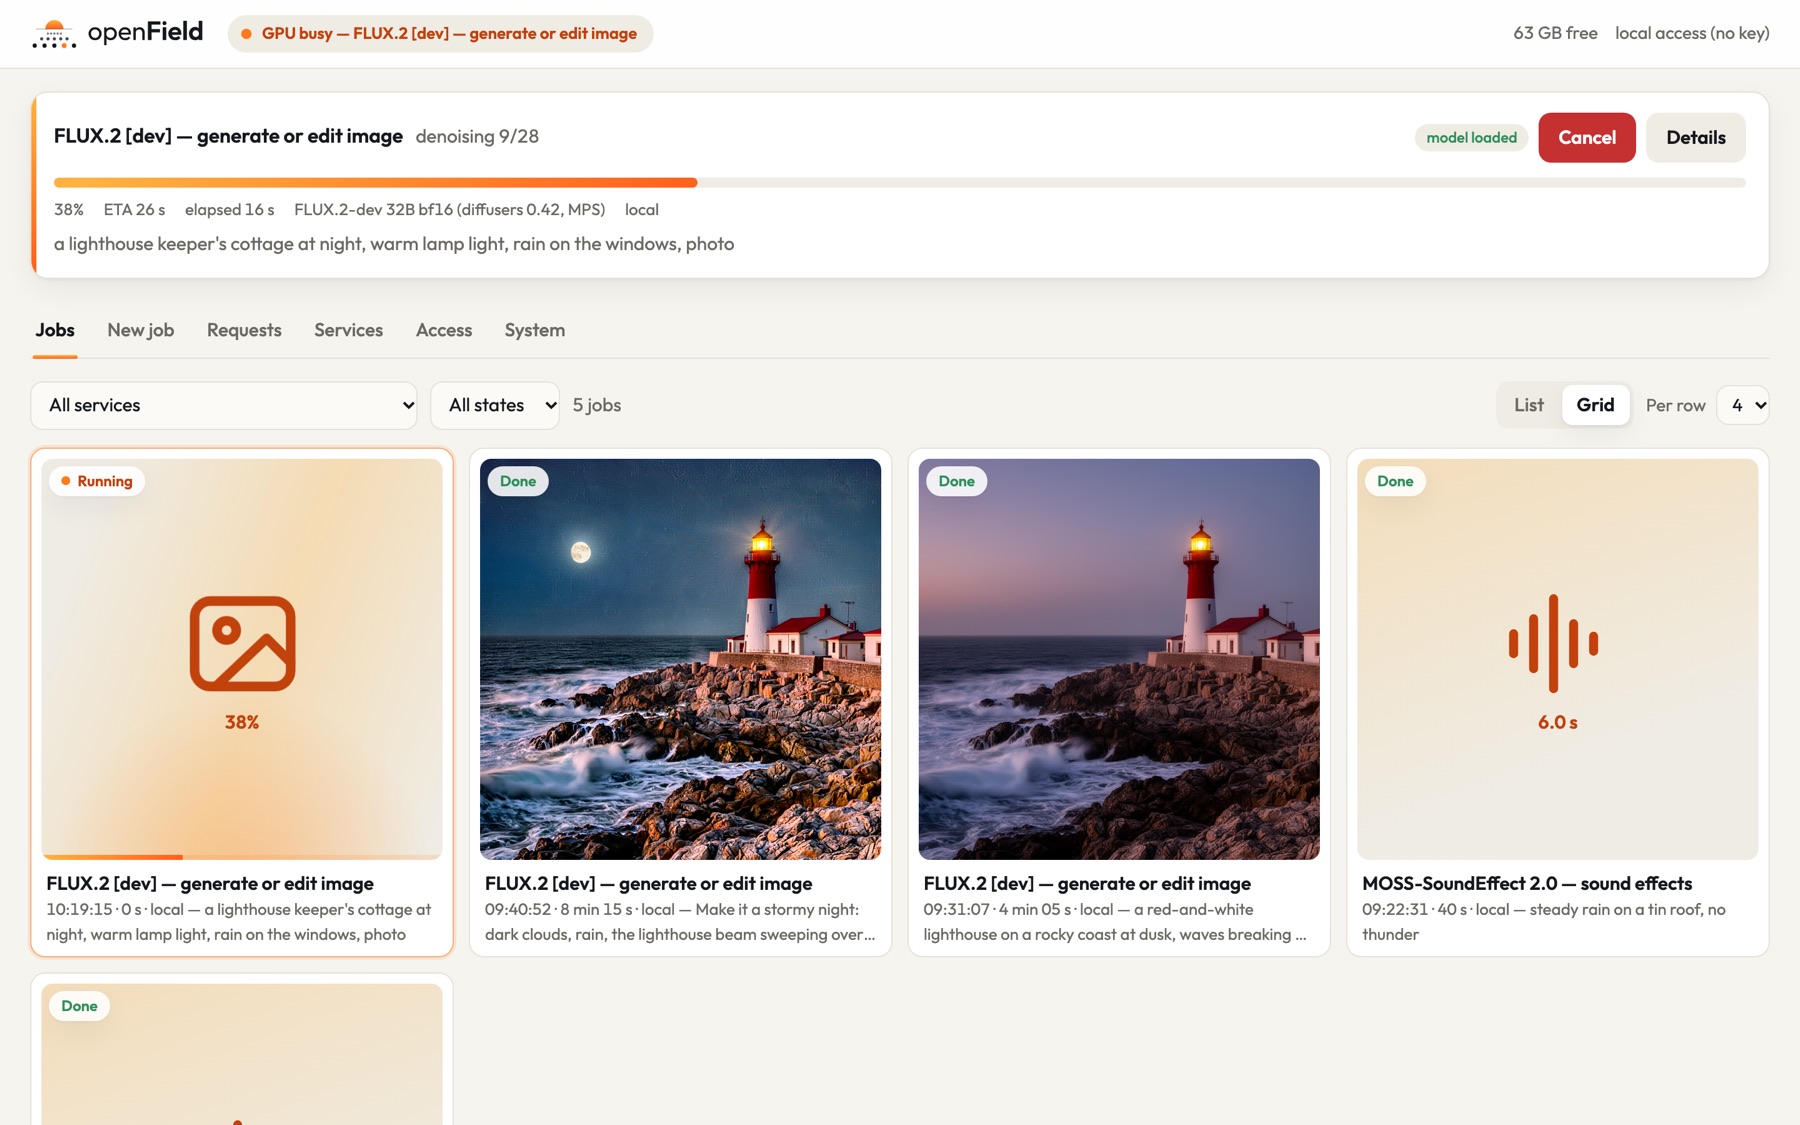 openField
GPU busy — FLUX.2 [dev] — generate or edit image
63 GB free
local access (no key)
FLUX.2 [dev] — generate or edit image
denoising 9/28
model loaded
Cancel
Details
38%
ETA 26 s
elapsed 16 s
FLUX.2-dev 32B bf16 (diffusers 0.42, MPS)
local
a lighthouse keeper's cottage at night, warm lamp light, rain on the windows, photo
Jobs
New job
Requests
Services
Access
System
All services
All states
5 jobs
List
Grid
Per row
4
Running
38%
FLUX.2 [dev] — generate or edit image
10:19:15 · 0 s · local — a lighthouse keeper's cottage at
night, warm lamp light, rain on the windows, photo
Done
FLUX.2 [dev] — generate or edit image
09:40:52 · 8 min 15 s · local — Make it a stormy night:
dark clouds, rain, the lighthouse beam sweeping over...
Done
FLUX.2 [dev] — generate or edit image
09:31:07 · 4 min 05 s · local — a red-and-white
lighthouse on a rocky coast at dusk, waves breaking ...
Done
6.0 s
MOSS-SoundEffect 2.0 — sound effects
09:22:31 · 40 s · local — steady rain on a tin roof, no
thunder
Done